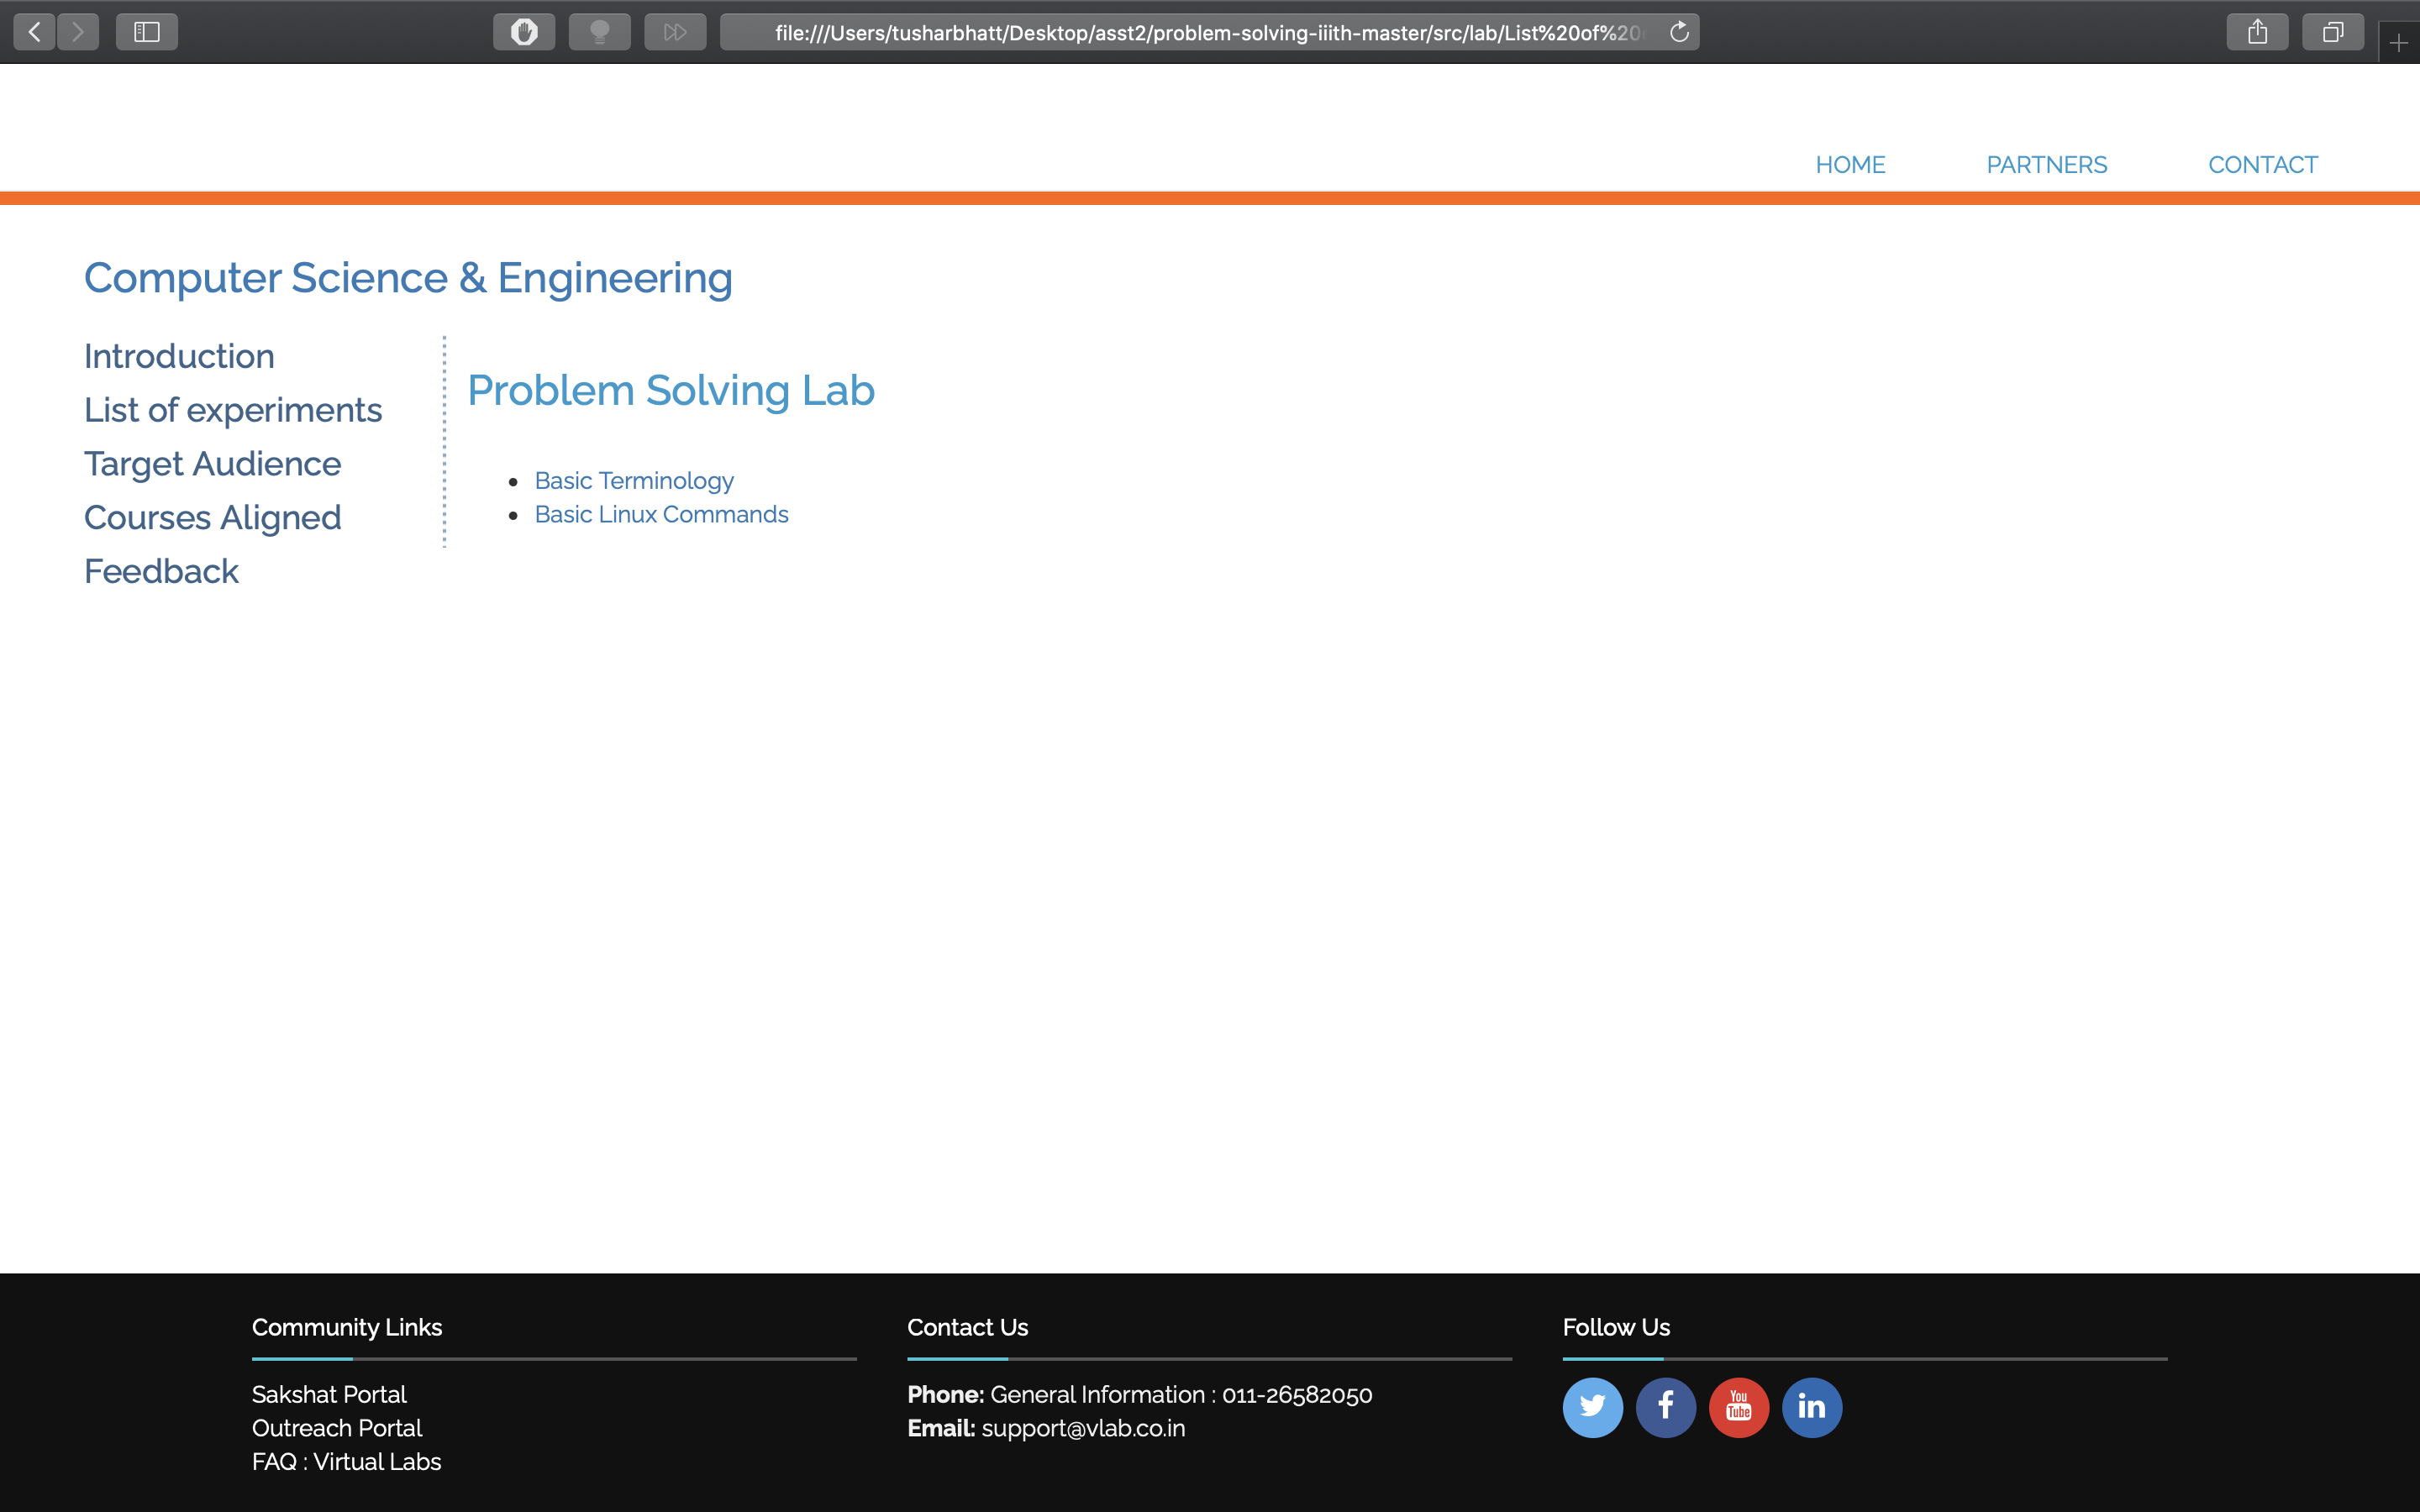 file:///Users/tusharbhatt/Desktop/asst2/problem-solving-iiith-master/src/lab/List%20of%20
HOME PARTNERS CONTACT
Computer Science & Engineering
Introduction
List of experiments
Target Audience
Courses Aligned
Feedback
Problem Solving Lab
Basic Terminology
Basic Linux Commands
Community Links
Sakshat Portal
Outreach Portal
FAQ : Virtual Labs
Contact Us
Phone: General Information : 011-26582050
Email: support@vlab.co.in
Follow Us
You
Tube